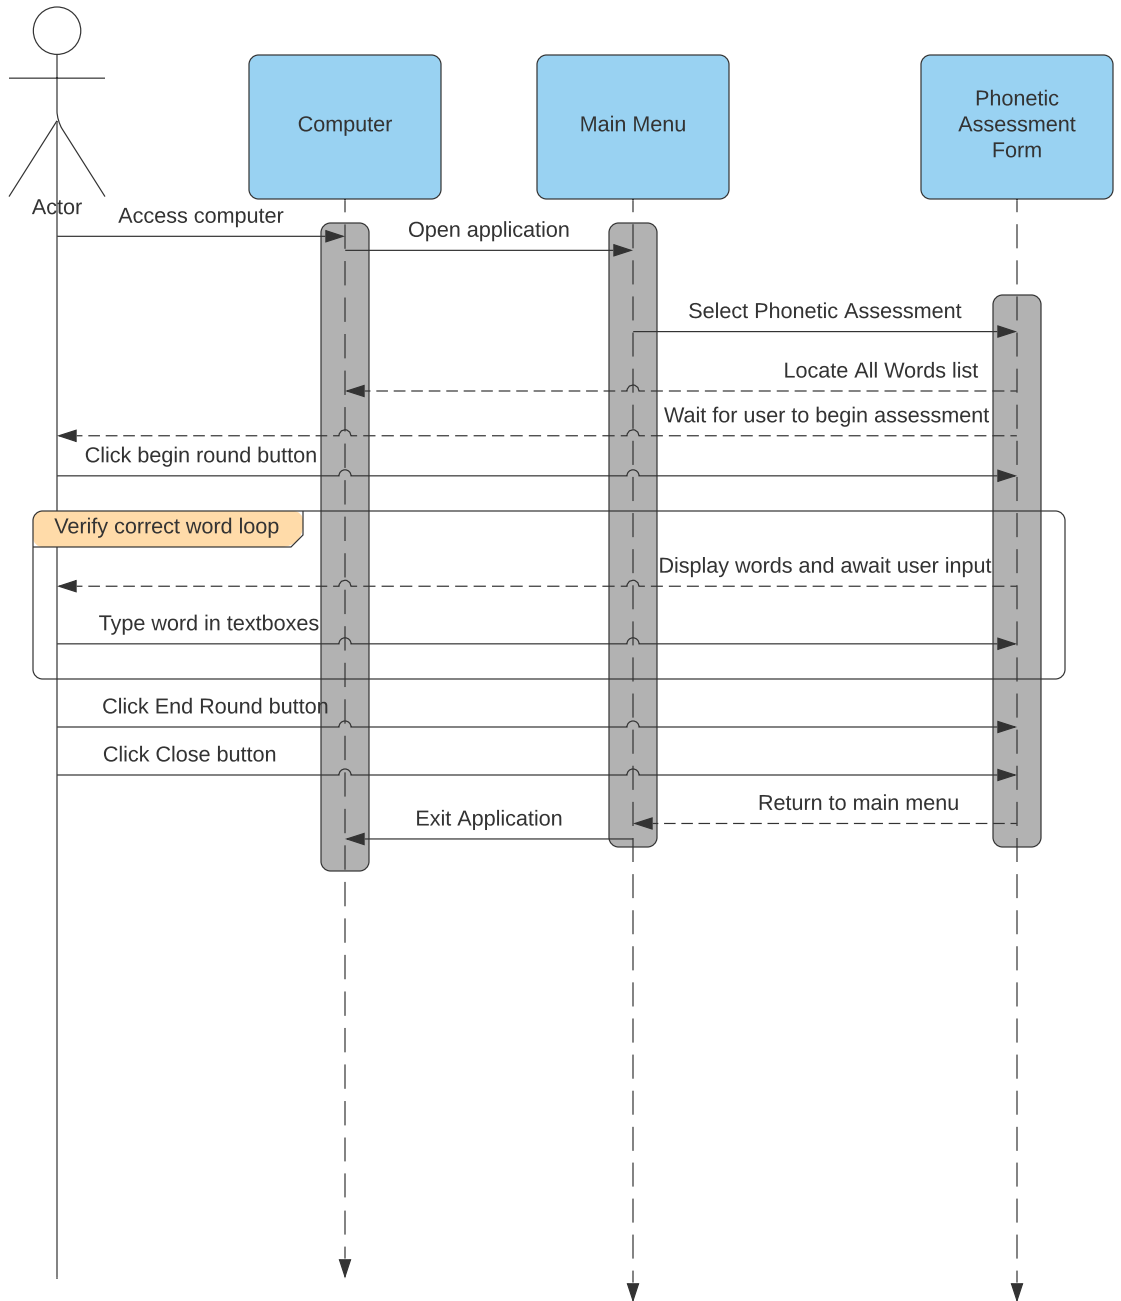 Actor
Computer
Main Menu
Phonetic
Assessment
Form
Access computer
Open application
Select Phonetic Assessment
Locate All Words list
Wait for user to begin assessment
Click begin round button
Verify correct word loop
Display words and await user input
Type word in textboxes
Click End Round button
Click Close button
Return to main menu
Exit Application